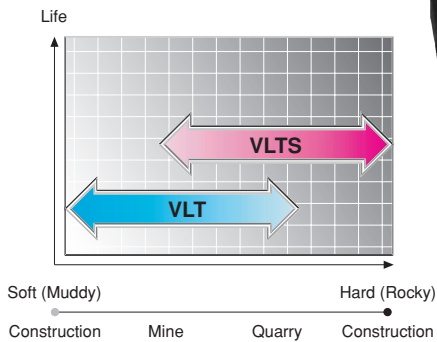 Life
VLTS
VLT
Soft (Muddy) Hard (Rocky)
Construction Mine Quarry Construction